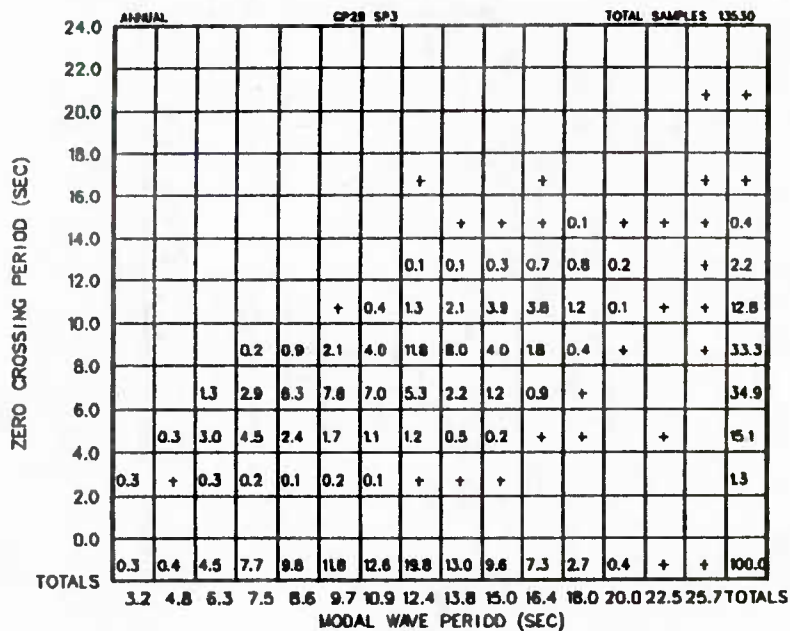 ANNUAL GP28 SP3 TOTAL SAMPLES 13530
24.0
22.0
+ +
20.0
18.0
+ + + +
16.0
+ + + 0.1 + + + 0.4
14.0
0.1 0.1 0.3 0.7 0.8 0.2 + 2.2
12.0
+ 0.4 1.3 2.1 3.9 3.8 1.2 0.1 + + 12.8
10.0
0.2 0.9 2.1 4.0 11.8 8.0 4.0 1.8 0.4 + + 33.3
8.0
1.3 2.9 6.3 7.8 7.0 5.3 2.2 1.2 0.9 + 34.9
6.0
0.3 3.0 4.5 2.4 1.7 1.1 1.2 0.5 0.2 + + + 15.1
4.0
0.3 + 0.3 0.2 0.1 0.2 0.1 + + + 1.3
2.0
0.0
0.3 0.4 4.5 7.7 9.8 11.8 12.6 19.8 13.0 9.6 7.3 2.7 0.4 + + 100.0
TOTALS
3.2 4.8 6.3 7.5 8.6 9.7 10.9 12.4 13.8 15.0 16.4 18.0 20.0 22.5 25.7 TOTALS
MODAL WAVE PERIOD (SEC)
ZERO CROSSING PERIOD (SEC)